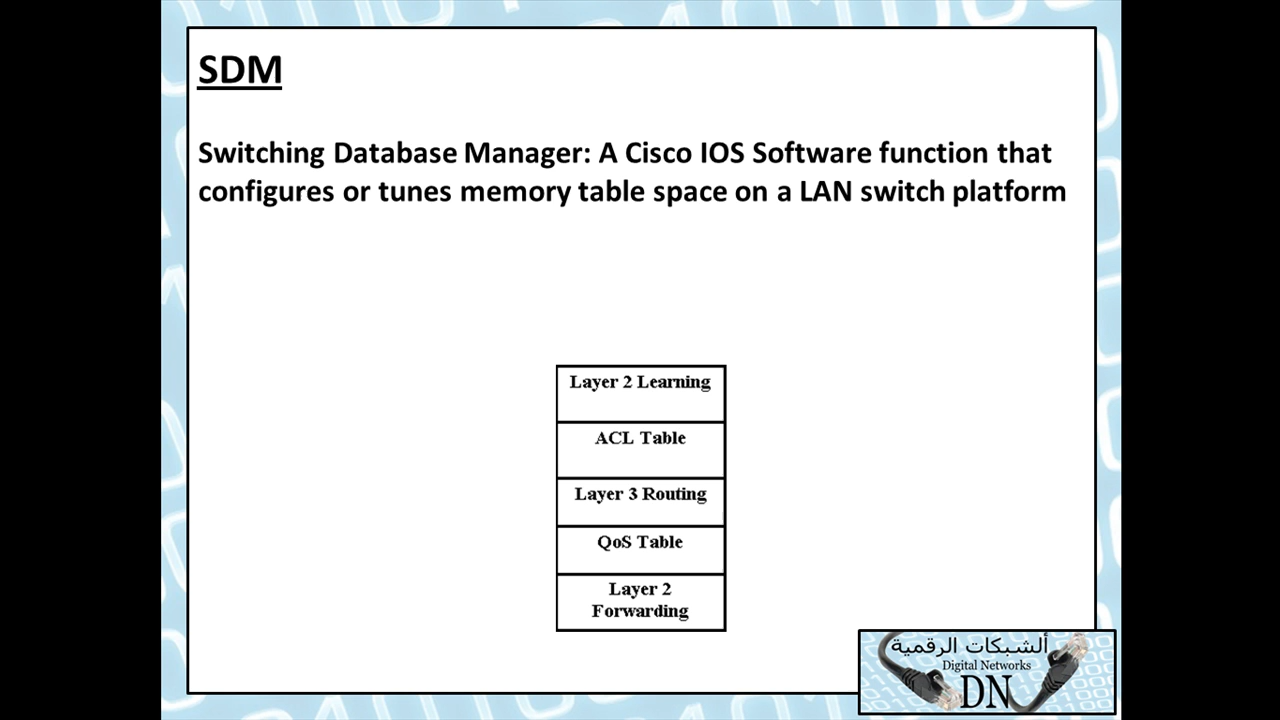 SDM
Switching Database Manager: A Cisco IOS Software function that
configures or tunes memory table space on a LAN switch platform
Layer 2 Learning
ACL Table
Layer 3 Routing
QoS Table
Layer 2
Forwarding
ألشبكات الرقمية
Digital Networks
DN